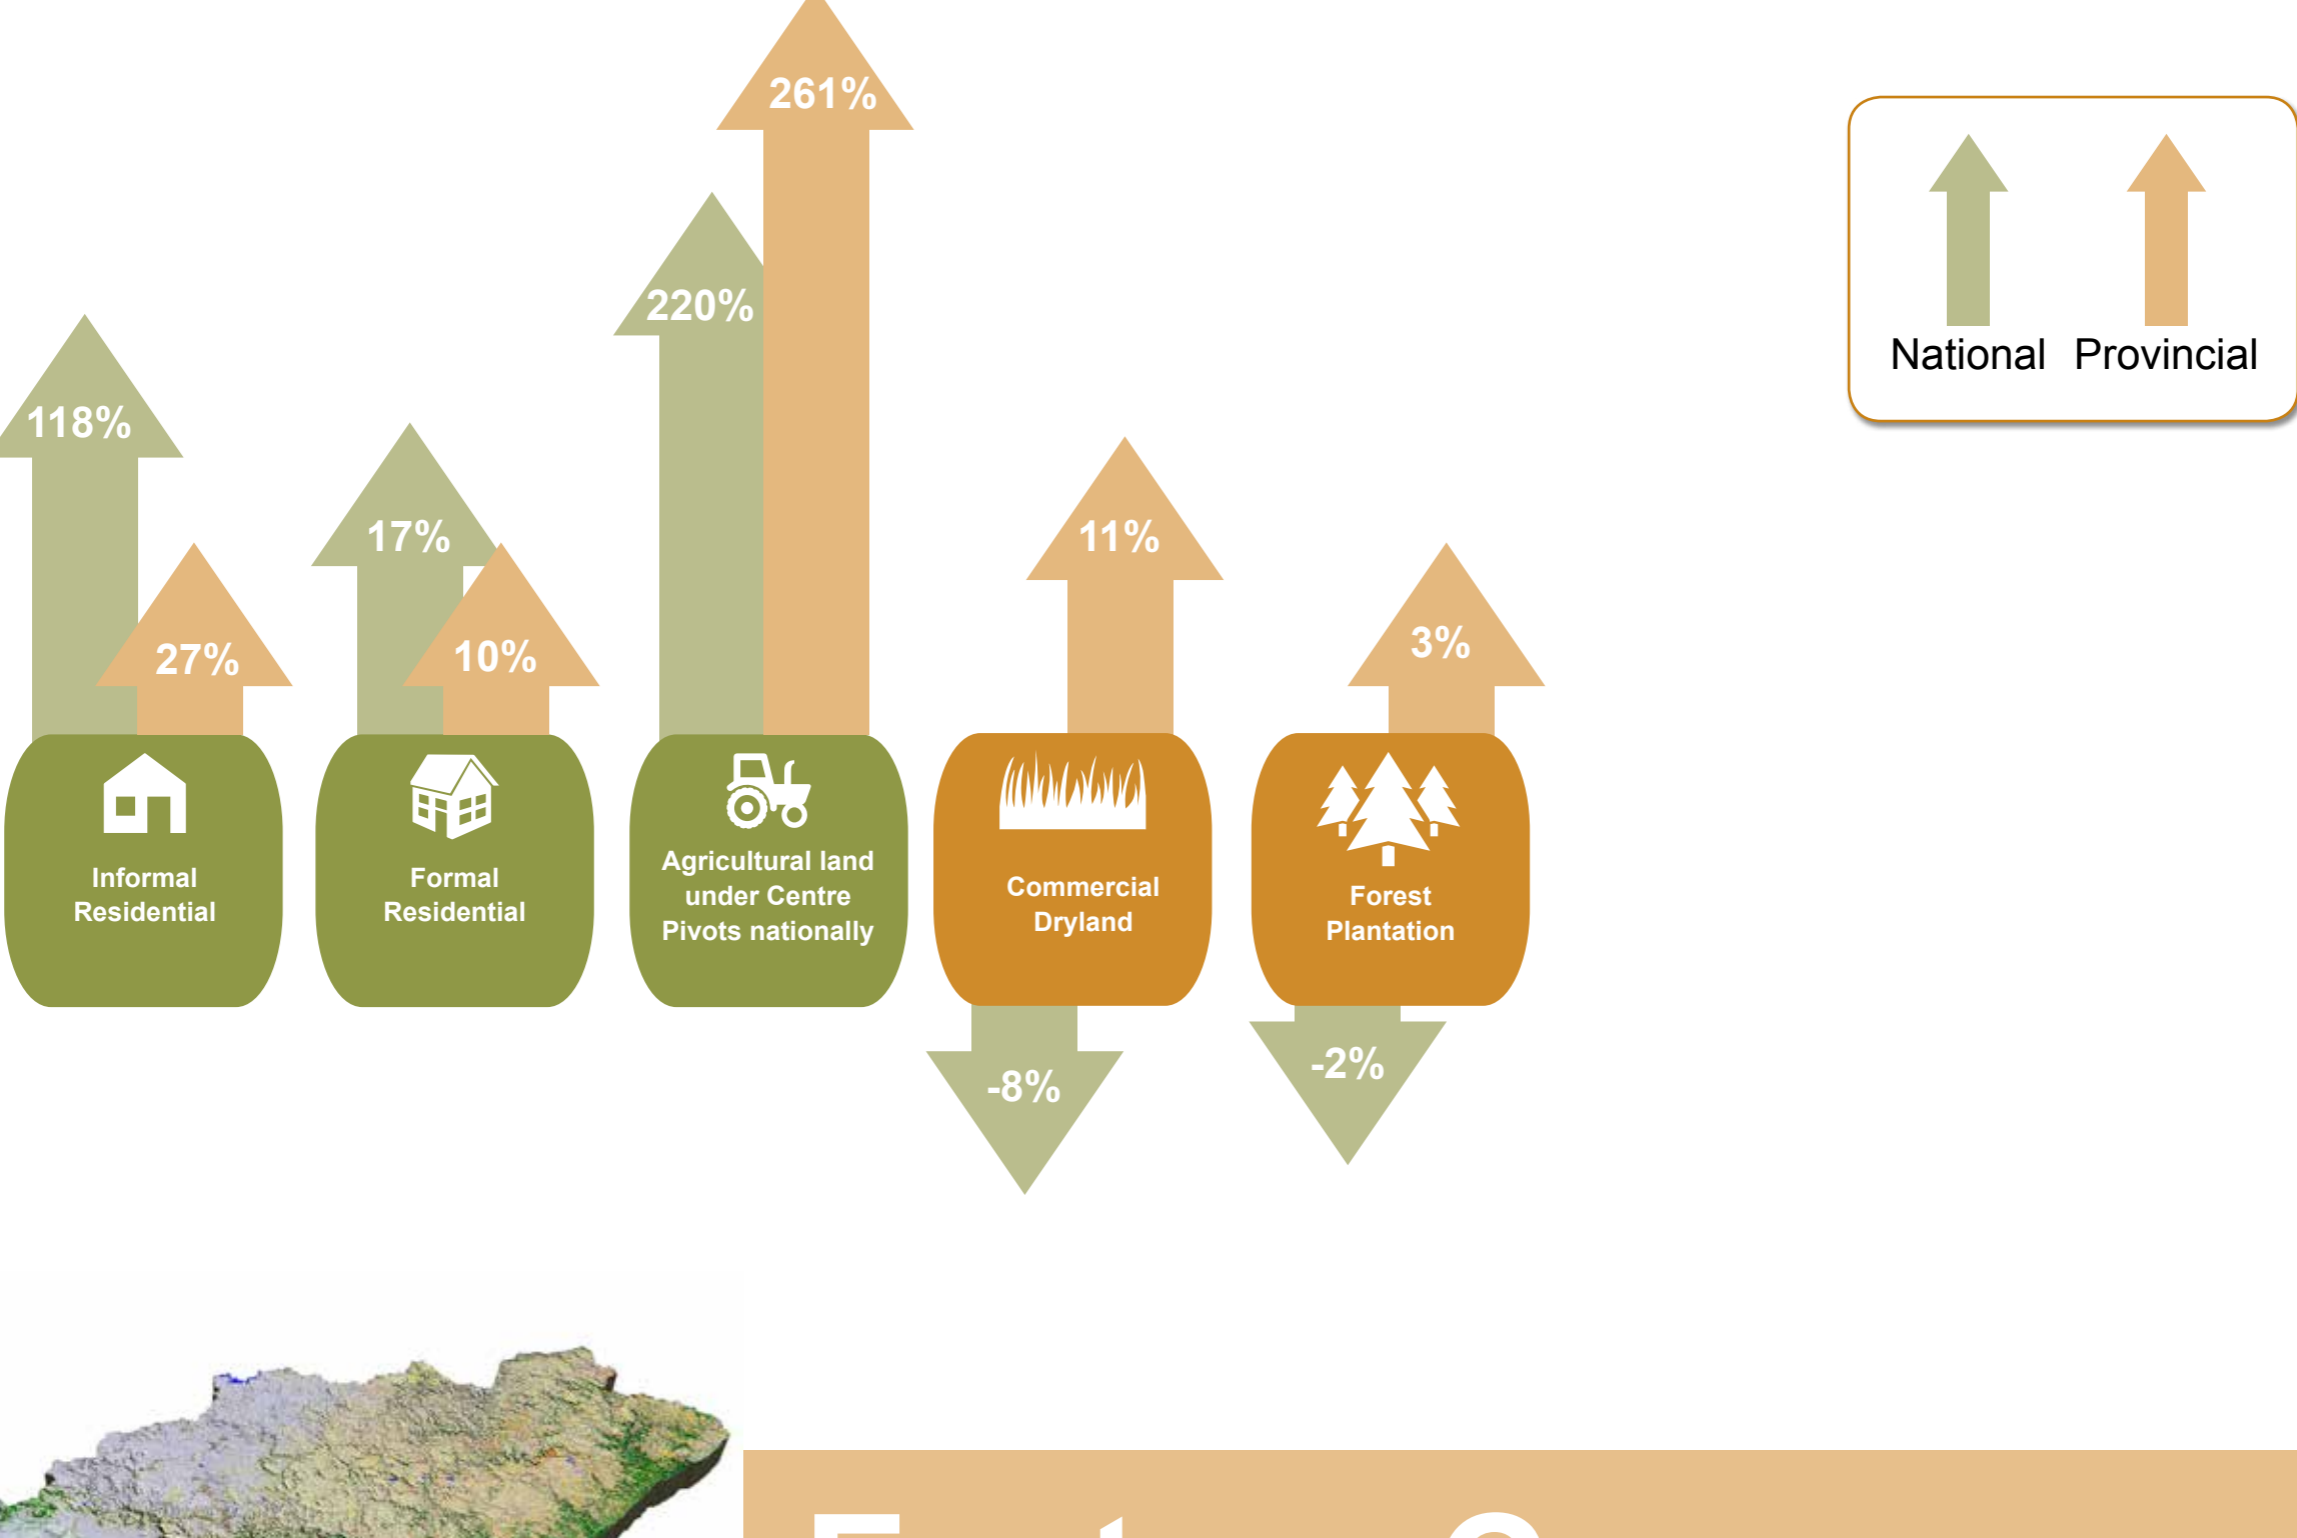 261%
220%
118%
17%
11%
27%
10%
3%
National Provincial
Informal
Residential
Formal
Residential
Agricultural land
under Centre
Pivots nationally
Commercial
Dryland
Forest
Plantation
-8%
-2%